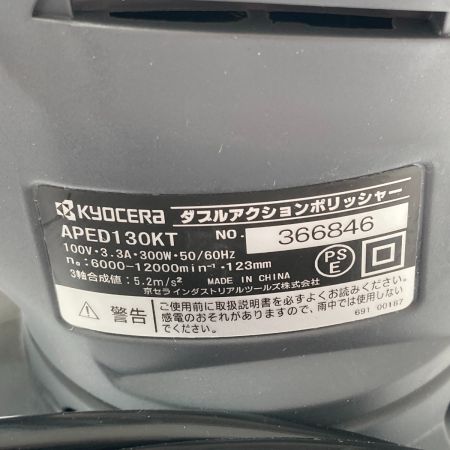 KYOCERA ダブルアクションポリッシャー
APED130KT NO. 366846
100V・3.3A・300W・50/60Hz
n₀:6000-12000min⁻¹・123mm
3軸合成値:5.2m/s² MADE IN CHINA
京セラインダストリアルツールズ株式会社
PS
E
警告 ご使用前に取扱説明書を必ずよくお読みください。
感電のおそれがありますので、雨中では使用しない
でください。
691 00187